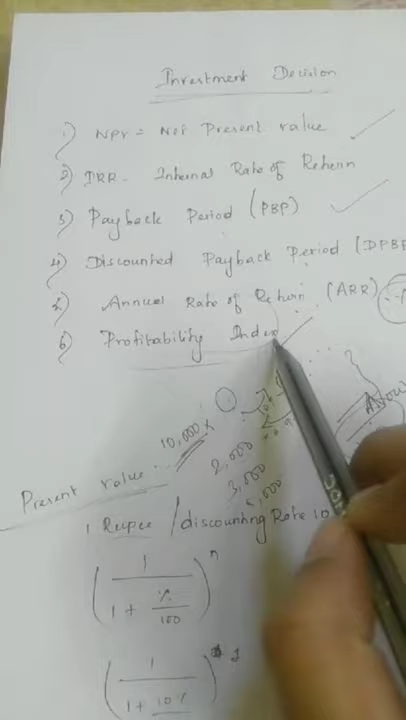 Investment Decision
1) NPV = Net Present value
2) IRR - Internal Rate of Return
3) Payback Period (PBP)
4) Discounted Payback Period (DPBP
5) Annual Rate of Return (ARR)
6) Profitability Index
10,000 x
2,000
3,000
Present value
1 Rupee / discounting Rate 10
(1 / (1 + % / 100))^n
(1 / (1 + 10%